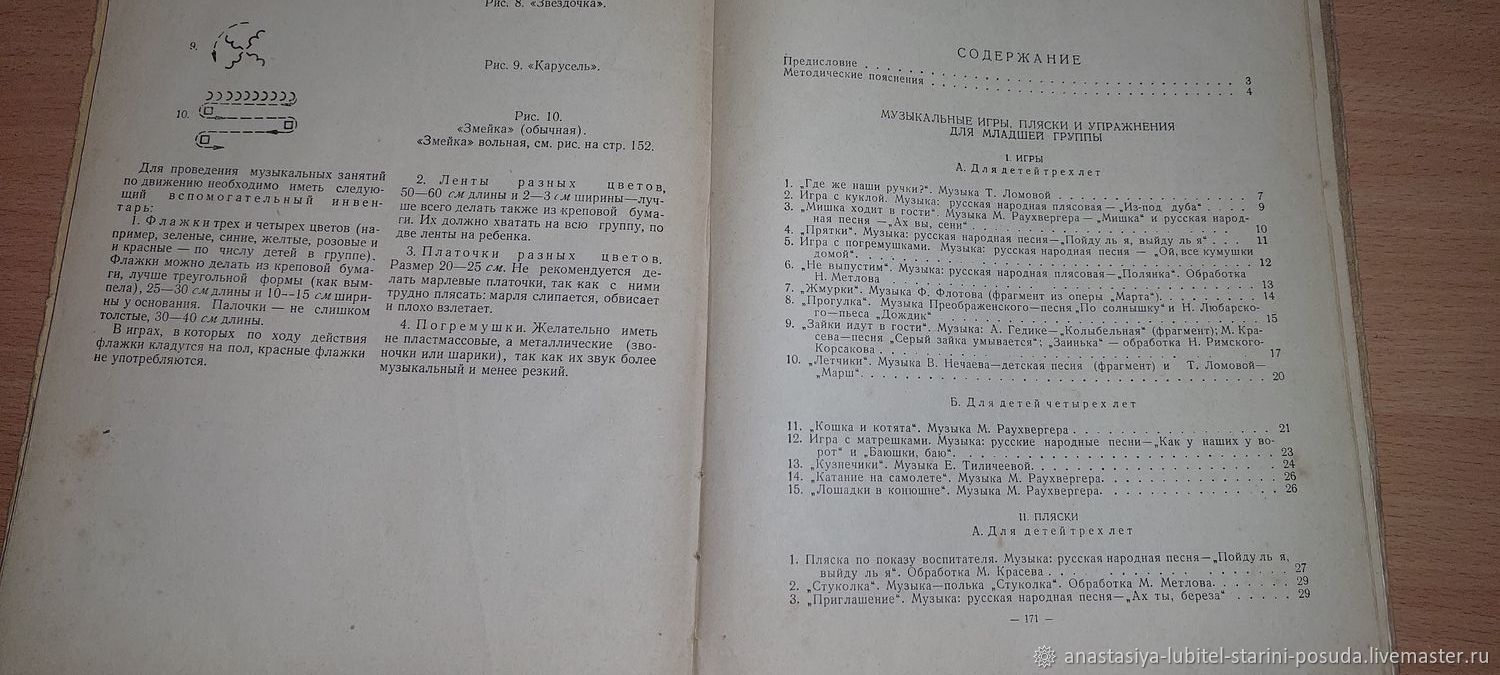 Рис. 8. «Звездочка».
9.
Рис. 9. «Карусель».
10.
Рис. 10.
«Змейка» (обычная).
«Змейка» вольная, см. рис. на стр. 152.
Для проведения музыкальных занятий
по движению необходимо иметь следую-
щий вспомогательный инвен-
тарь:
1. Флажки трех и четырех цветов (на-
пример, зеленые, синие, желтые, розовые и
и красные — по числу детей в группе).
Флажки можно делать из креповой бума-
ги, лучше треугольной формы (как вым-
пела), 25—30 см длины и 10—15 см шири-
ны у основания. Палочки — не слишком
толстые, 30—40 см длины.
В играх, в которых по ходу действия
флажки кладутся на пол, красные флажки
не употребляются.
2. Ленты разных цветов,
50—60 см длины и 2—3 см ширины—луч-
ше всего делать также из креповой бума-
ги. Их должно хватать на всю группу, по
две ленты на ребенка.
3. Платочки разных цветов.
Размер 20—25 см. Не рекомендуется де-
лать марлевые платочки, так как с ними
трудно плясать: марля слипается, обвисает
и плохо взлетает.
4. Погремушки. Желательно иметь
не пластмассовые, а металлические (зво-
ночки или шарики), так как их звук более
музыкальный и менее резкий.
СОДЕРЖАНИЕ
Предисловие . . . 3
Методические пояснения . . . 4
МУЗЫКАЛЬНЫЕ ИГРЫ, ПЛЯСКИ И УПРАЖНЕНИЯ
ДЛЯ МЛАДШЕЙ ГРУППЫ
I. ИГРЫ
А. Для детей трех лет
1. „Где же наши ручки?“. Музыка Т. Ломовой . . . 7
2. Игра с куклой. Музыка: русская народная плясовая—„Из-под дуба“ . . . 9
3. „Мишка ходит в гости“. Музыка М. Раухвергера—„Мишка“ и русская народ-
ная песня —„Ах вы, сени“ . . . 10
4. „Прятки“. Музыка: русская народная песня—„Пойду ль я, выйду ль я“ . . . 11
5. Игра с погремушками. Музыка: русская народная песня — „Ой, все кумушки
домой“. . . . 12
6. „Не выпустим“. Музыка: русская народная плясовая—„Полянка“. Обработка
Н. Метлова . . . 13
7. „Жмурки“. Музыка Ф. Флотова (фрагмент из оперы „Марта“). . . . 14
8. „Прогулка“. Музыка Преображенского—песня „По солнышку“ и Н. Любарско-
го—пьеса „Дождик“ . . . 15
9. „Зайки идут в гости“. Музыка: А. Гедике—„Колыбельная“ (фрагмент); М. Кра-
сева—песня „Серый зайка умывается“; „Заинька“ — обработка Н. Римского-
Корсакова . . . 17
10. „Летчики“. Музыка В. Нечаева—детская песня (фрагмент) и Т. Ломовой—
„Марш“. . . . 20
Б. Для детей четырех лет
11. „Кошка и котята“. Музыка М. Раухвергера . . . 21
12. Игра с матрешками. Музыка: русские народные песни—„Как у наших у во-
рот“ и „Баюшки, баю“. . . . 23
13. „Кузнечики“. Музыка Е. Тиличеевой. . . . 24
14. „Катание на самолете“. Музыка М. Раухвергера. . . . 26
15. „Лошадки в конюшне“. Музыка М. Раухвергера. . . . 26
II. ПЛЯСКИ
А. Для детей трех лет
1. Пляска по показу воспитателя. Музыка: русская народная песня—„Пойду ль я,
выйду ль я“. Обработка М. Красева . . . 27
2. „Стуколка“. Музыка—полька „Стуколка“. Обработка М. Метлова. . . . 29
3. „Приглашение“. Музыка: русская народная песня—„Ах ты, береза“ . . . 29
— 171 —
anastasiya-lubitel-starini-posuda.livemaster.ru